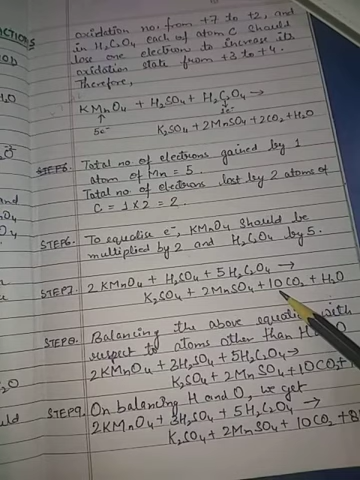 ACTIONS
oxidation no. from +7 to +2, and
in H2C2O4 each of atom C should
lose one electron to increase its
oxidation state from +3 to +4.
Therefore,
KMnO4 + H2SO4 + H2C2O4 →
↑ 5e⁻ 2e⁻
K2SO4 + 2MnSO4 + 2CO2 + H2O
STEP5. Total no of electrons gained by 1
atom of Mn = 5.
Total no of electrons lost by 2 atoms of
C = 1 x 2 = 2.
STEP6. To equalise e⁻, KMnO4 should be
multiplied by 2 and H2C2O4 by 5.
STEP7. 2 KMnO4 + H2SO4 + 5H2C2O4 →
K2SO4 + 2MnSO4 + 10CO2 + H2O
STEP8. Balancing the above equation with
respect to atoms other than H
2KMnO4 + 3H2SO4 + 5H2C2O4 →
K2SO4 + 2MnSO4 + 10CO2 +
STEP9. On balancing H and O, we get
2KMnO4 + 3H2SO4 + 5H2C2O4 →
K2SO4 + 2MnSO4 + 10CO2 + 8